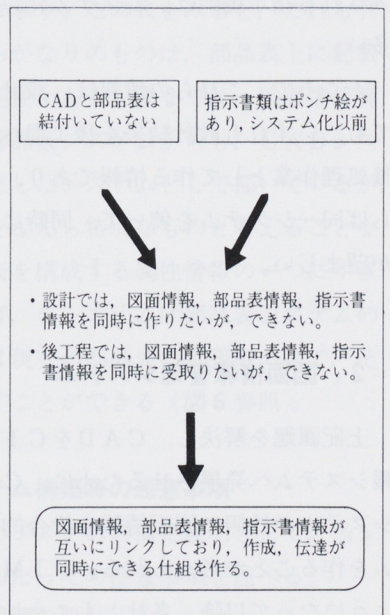 CADと部品表は
結付いていない
指示書類はポンチ絵が
あり，システム化以前
・設計では，図面情報，部品表情報，指示書
情報を同時に作りたいが，できない。
・後工程では，図面情報，部品表情報，指示
書情報を同時に受取りたいが，できない。
図面情報，部品表情報，指示書情報が
互いにリンクしており，作成，伝達が
同時にできる仕組を作る。